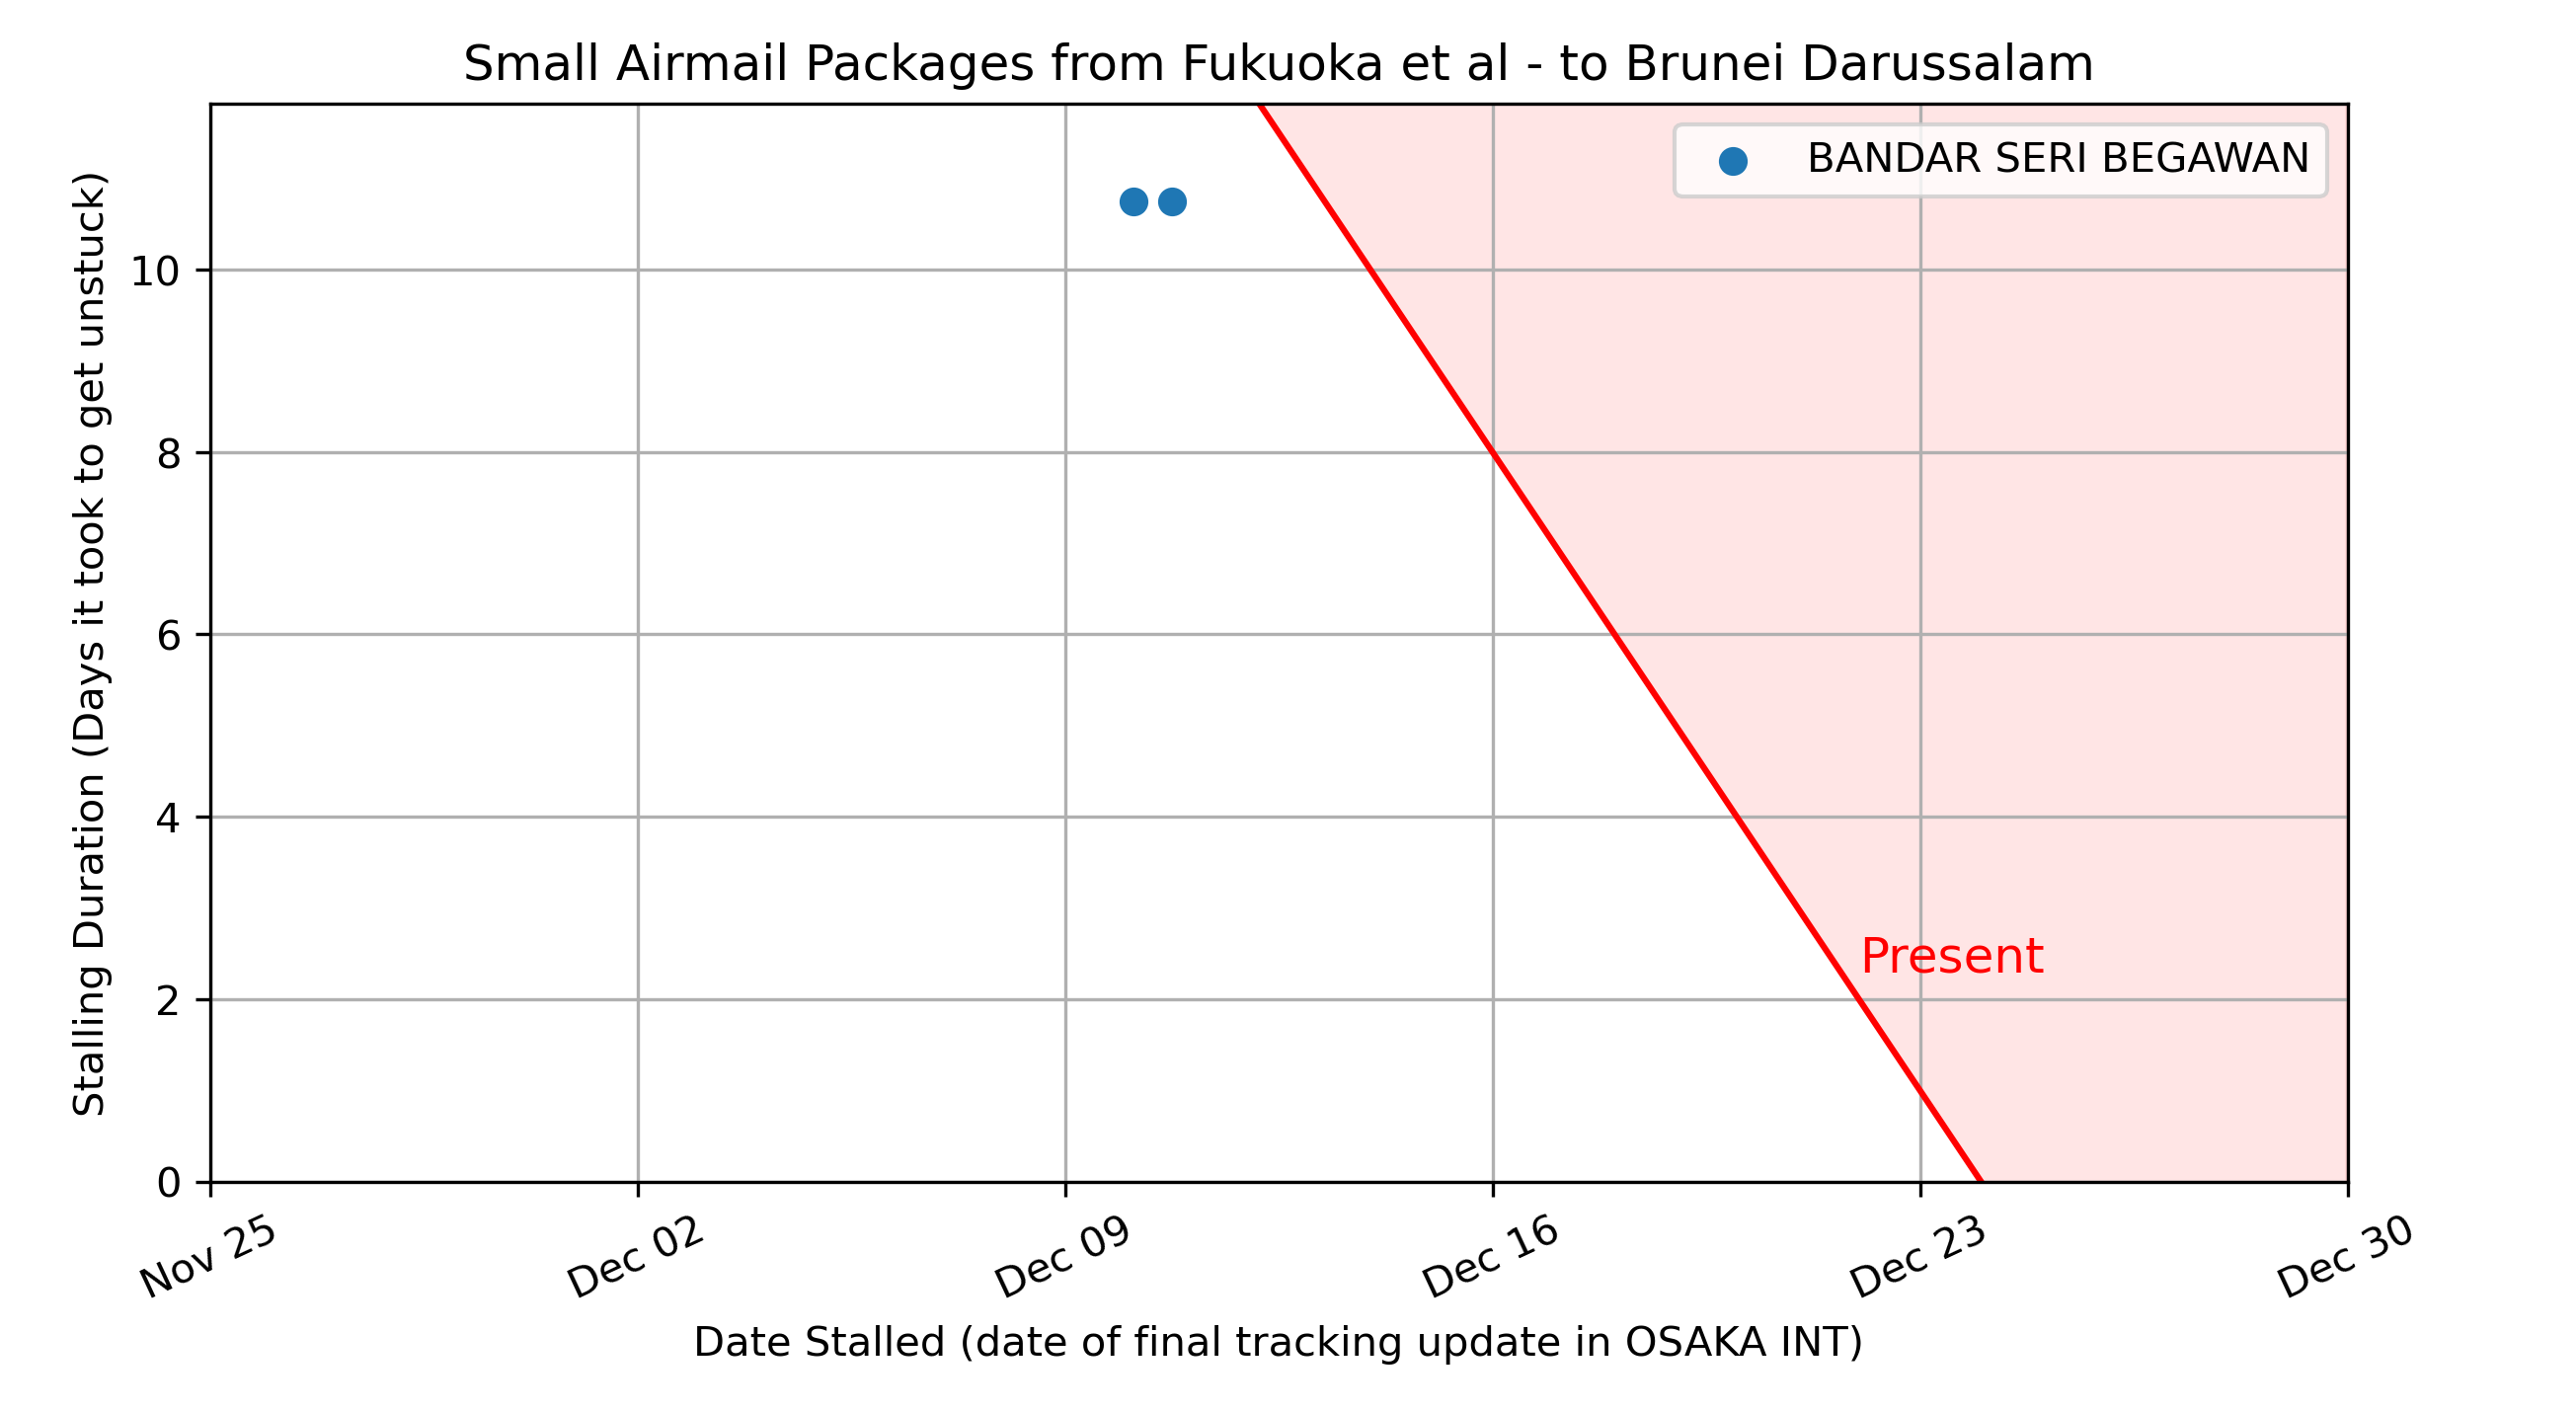 Small Airmail Packages from Fukuoka et al - to Brunei Darussalam
BANDAR SERI BEGAWAN
Stalling Duration (Days it took to get unstuck)
10
8
6
4
2
0
Present
Nov 25
Dec 02
Dec 09
Dec 16
Dec 23
Dec 30
Date Stalled (date of final tracking update in OSAKA INT)